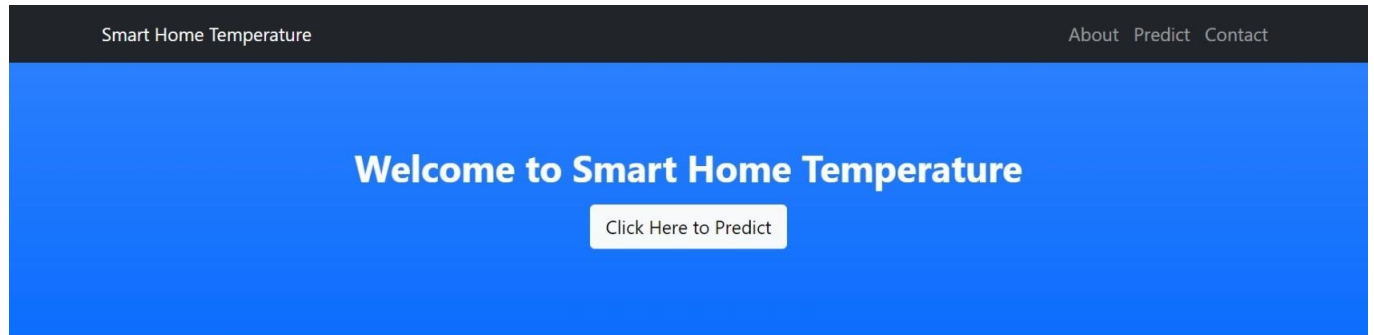 Smart Home Temperature
About Predict Contact
Welcome to Smart Home Temperature
Click Here to Predict